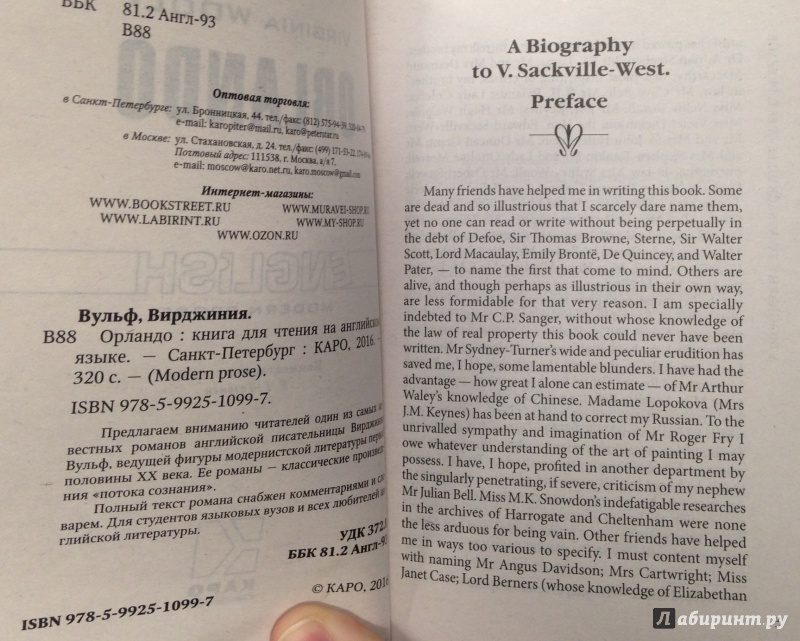 ББК 81.2 Англ-93
В88
Оптовая торговля:
в Санкт-Петербурге: ул. Бронницкая, 44. тел./факс: (812) 575-94-39,
e-mail: karopiter@mail.ru, karo@peterstar.ru
в Москве: ул. Стахановская, д. 24. тел./факс: (499) 171-53-22,
Почтовый адрес: 111538, г. Москва, а/я 7.
e-mail: moscow@karo.net.ru, karo.moscow@gmail.com
Интернет-магазины:
WWW.BOOKSTREET.RU WWW.MURAVEI-SHOP.RU
WWW.LABIRINT.RU WWW.MY-SHOP.RU
WWW.OZON.RU
Вульф, Вирджиния.
В88 Орландо : книга для чтения на английском
языке. — Санкт-Петербург : КАРО, 2016. —
320 с. — (Modern prose).
ISBN 978-5-9925-1099-7.
Предлагаем вниманию читателей один из самых из
вестных романов английской писательницы Вирджинии
Вульф, ведущей фигуры модернистской литературы перв
половины XX века. Ее романы — классические произве
ния «потока сознания».
Полный текст романа снабжен комментариями и сло
варем. Для студентов языковых вузов и всех любителей
глийской литературы.
УДК 372.
ББК 81.2 Англ-93
© КАРО, 2016
ISBN 978-5-9925-1099-7
A Biography
to V. Sackville-West.
Preface
Many friends have helped me in writing this book. Some
are dead and so illustrious that I scarcely dare name them,
yet no one can read or write without being perpetually in
the debt of Defoe, Sir Thomas Browne, Sterne, Sir Walter
Scott, Lord Macaulay, Emily Brontë, De Quincey, and Walter
Pater, — to name the first that come to mind. Others are
alive, and though perhaps as illustrious in their own way,
are less formidable for that very reason. I am specially
indebted to Mr C.P. Sanger, without whose knowledge of
the law of real property this book could never have been
written. Mr Sydney-Turner's wide and peculiar erudition has
saved me, I hope, some lamentable blunders. I have had the
advantage — how great I alone can estimate — of Mr Arthur
Waley's knowledge of Chinese. Madame Lopokova (Mrs
J.M. Keynes) has been at hand to correct my Russian. To the
unrivalled sympathy and imagination of Mr Roger Fry I
owe whatever understanding of the art of painting I may
possess. I have, I hope, profited in another department by
the singularly penetrating, if severe, criticism of my nephew
Mr Julian Bell. Miss M.K. Snowdon's indefatigable researches
in the archives of Harrogate and Cheltenham were none
the less arduous for being vain. Other friends have helped
me in ways too various to specify. I must content myself
with naming Mr Angus Davidson; Mrs Cartwright; Miss
Janet Case; Lord Berners (whose knowledge of Elizabethan
Лабиринт.ру